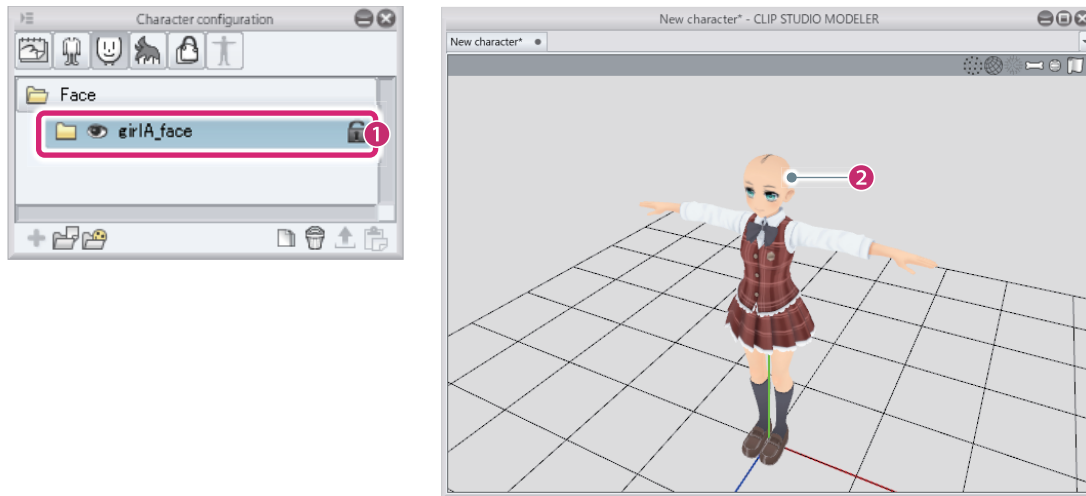 Character configuration
Face
girlA_face
1
New character* - CLIP STUDIO MODELER
New character*
2